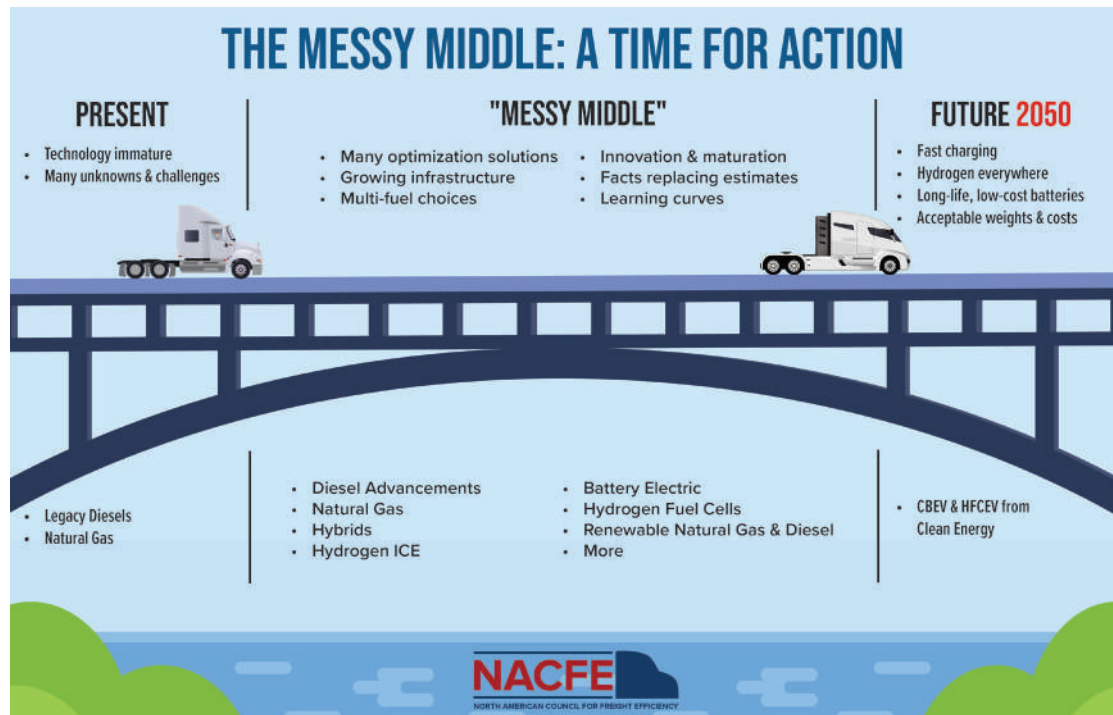 THE MESSY MIDDLE: A TIME FOR ACTION
PRESENT
• Technology immature
• Many unknowns & challenges
"MESSY MIDDLE"
• Many optimization solutions
• Growing infrastructure
• Multi-fuel choices
• Innovation & maturation
• Facts replacing estimates
• Learning curves
FUTURE 2050
• Fast charging
• Hydrogen everywhere
• Long-life, low-cost batteries
• Acceptable weights & costs
• Legacy Diesels
• Natural Gas
• Diesel Advancements
• Natural Gas
• Hybrids
• Hydrogen ICE
• Battery Electric
• Hydrogen Fuel Cells
• Renewable Natural Gas & Diesel
• More
• CBEV & HFCEV from
Clean Energy
NACFE
NORTH AMERICAN COUNCIL FOR FREIGHT EFFICIENCY